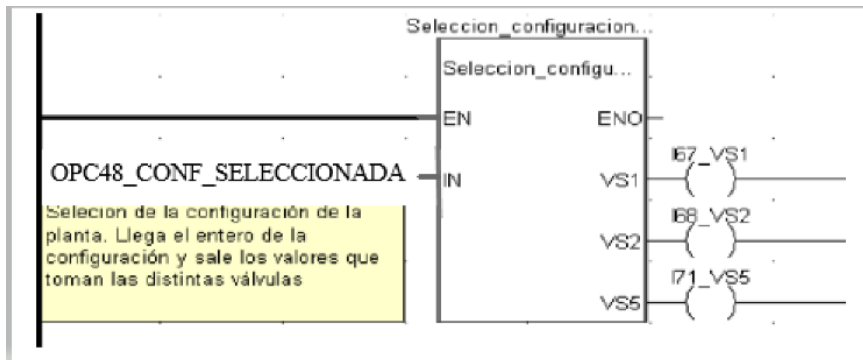 Seleccion_configuracion...
Seleccion_configu...
EN ENO
I67_VS1
OPC48_CONF_SELECCIONADA IN VS1
Selecion de la configuración de la
planta. Llega el entero de la
configuración y sale los valores que
toman las distintas válvulas
I68_VS2
VS2
I71_VS5
VS5